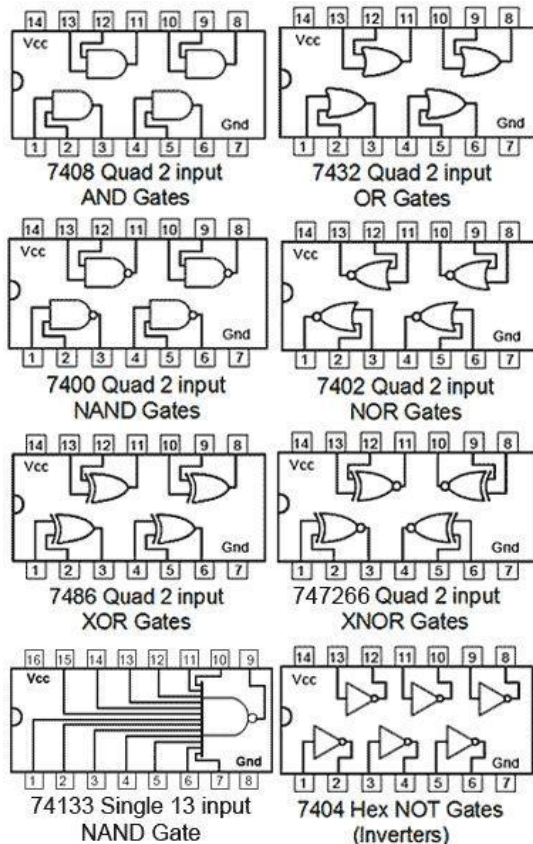 14 13 12 11 10 9 8
Vcc
Gnd
1 2 3 4 5 6 7
7408 Quad 2 input
AND Gates
14 13 12 11 10 9 8
Vcc
Gnd
1 2 3 4 5 6 7
7432 Quad 2 input
OR Gates
14 13 12 11 10 9 8
Vcc
Gnd
1 2 3 4 5 6 7
7400 Quad 2 input
NAND Gates
14 13 12 11 10 9 8
Vcc
Gnd
1 2 3 4 5 6 7
7402 Quad 2 input
NOR Gates
14 13 12 11 10 9 8
Vcc
Gnd
1 2 3 4 5 6 7
7486 Quad 2 input
XOR Gates
14 13 12 11 10 9 8
Vcc
Gnd
1 2 3 4 5 6 7
747266 Quad 2 input
XNOR Gates
16 15 14 13 12 11 10 9
Vcc
Gnd
1 2 3 4 5 6 7 8
74133 Single 13 input
NAND Gate
14 13 12 11 10 9 8
Vcc
Gnd
1 2 3 4 5 6 7
7404 Hex NOT Gates
(Inverters)